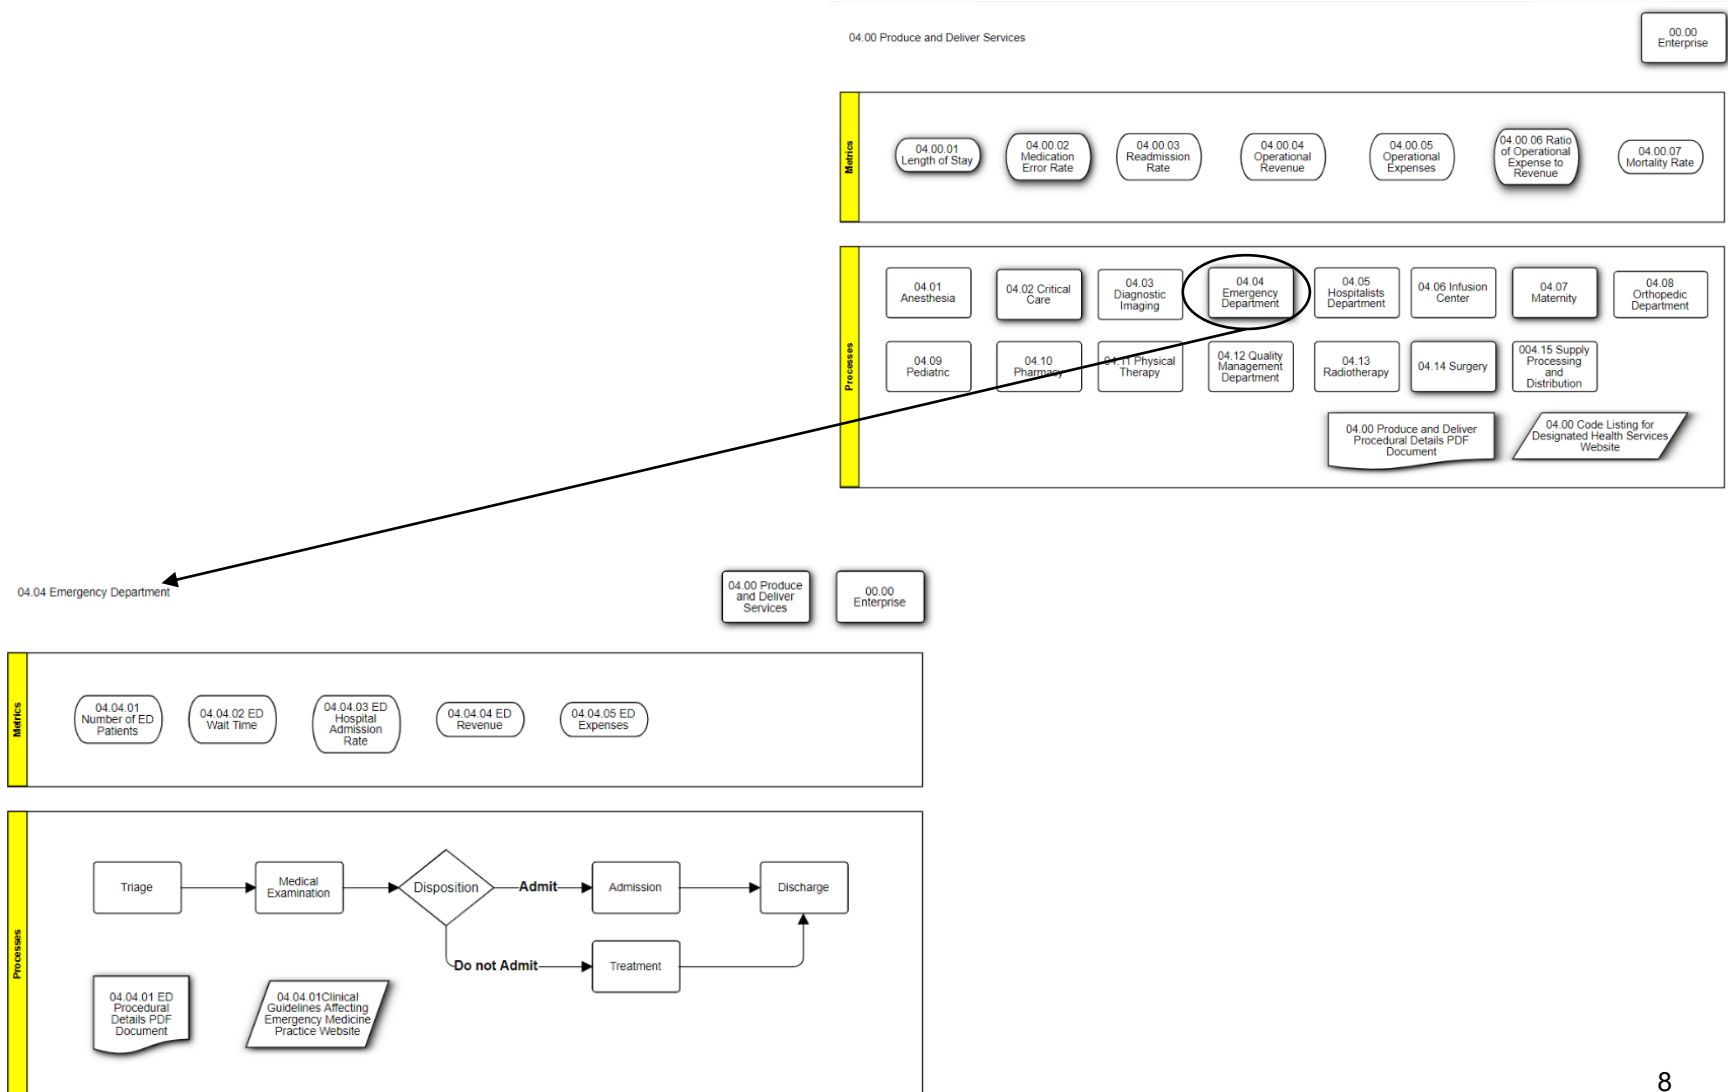 04.00 Produce and Deliver Services
00.00
Enterprise
Metrics
04.00.01
Length of Stay
04.00.02
Medication
Error Rate
04.00.03
Readmission
Rate
04.00.04
Operational
Revenue
04.00.05
Operational
Expenses
04.00.06 Ratio
of Operational
Expense to
Revenue
04.00.07
Mortality Rate
Processes
04.01
Anesthesia
04.02 Critical
Care
04.03
Diagnostic
Imaging
04.04
Emergency
Department
04.05
Hospitalists
Department
04.06 Infusion
Center
04.07
Maternity
04.08
Orthopedic
Department
04.09
Pediatric
04.10
Pharmacy
04.11 Physical
Therapy
04.12 Quality
Management
Department
04.13
Radiotherapy
04.14 Surgery
004.15 Supply
Processing
and
Distribution
04.00 Produce and Deliver
Procedural Details PDF
Document
04.00 Code Listing for
Designated Health Services
Website
04.04 Emergency Department
04.00 Produce
and Deliver
Services
00.00
Enterprise
Metrics
04.04.01
Number of ED
Patients
04.04.02 ED
Wait Time
04.04.03 ED
Hospital
Admission
Rate
04.04.04 ED
Revenue
04.04.05 ED
Expenses
Processes
Triage
Medical
Examination
Disposition
Admit
Admission
Discharge
Do not Admit
Treatment
04.04.01 ED
Procedural
Details PDF
Document
04.04.01Clinical
Guidelines Affecting
Emergency Medicine
Practice Website
8